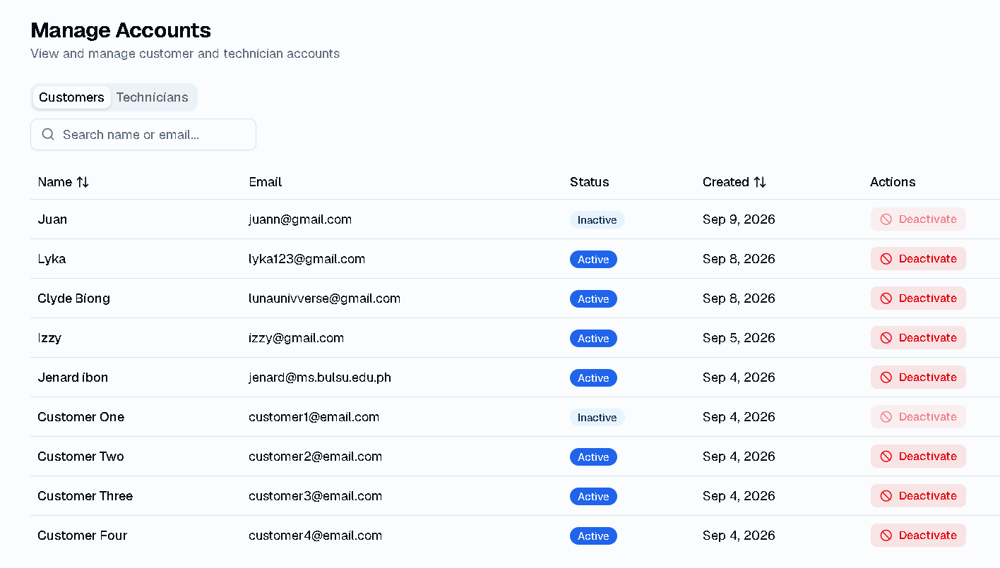 Manage Accounts
View and manage customer and technician accounts
Customers Technicians
Search name or email...
Name Email Status Created Actions
Juan juann@gmail.com Inactive Sep 9, 2026 Deactivate
Lyka lyka123@gmail.com Active Sep 8, 2026 Deactivate
Clyde Biong lunaunivverse@gmail.com Active Sep 8, 2026 Deactivate
Izzy izzy@gmail.com Active Sep 5, 2026 Deactivate
Jenard ibon jenard@ms.bulsu.edu.ph Active Sep 4, 2026 Deactivate
Customer One customer1@email.com Inactive Sep 4, 2026 Deactivate
Customer Two customer2@email.com Active Sep 4, 2026 Deactivate
Customer Three customer3@email.com Active Sep 4, 2026 Deactivate
Customer Four customer4@email.com Active Sep 4, 2026 Deactivate